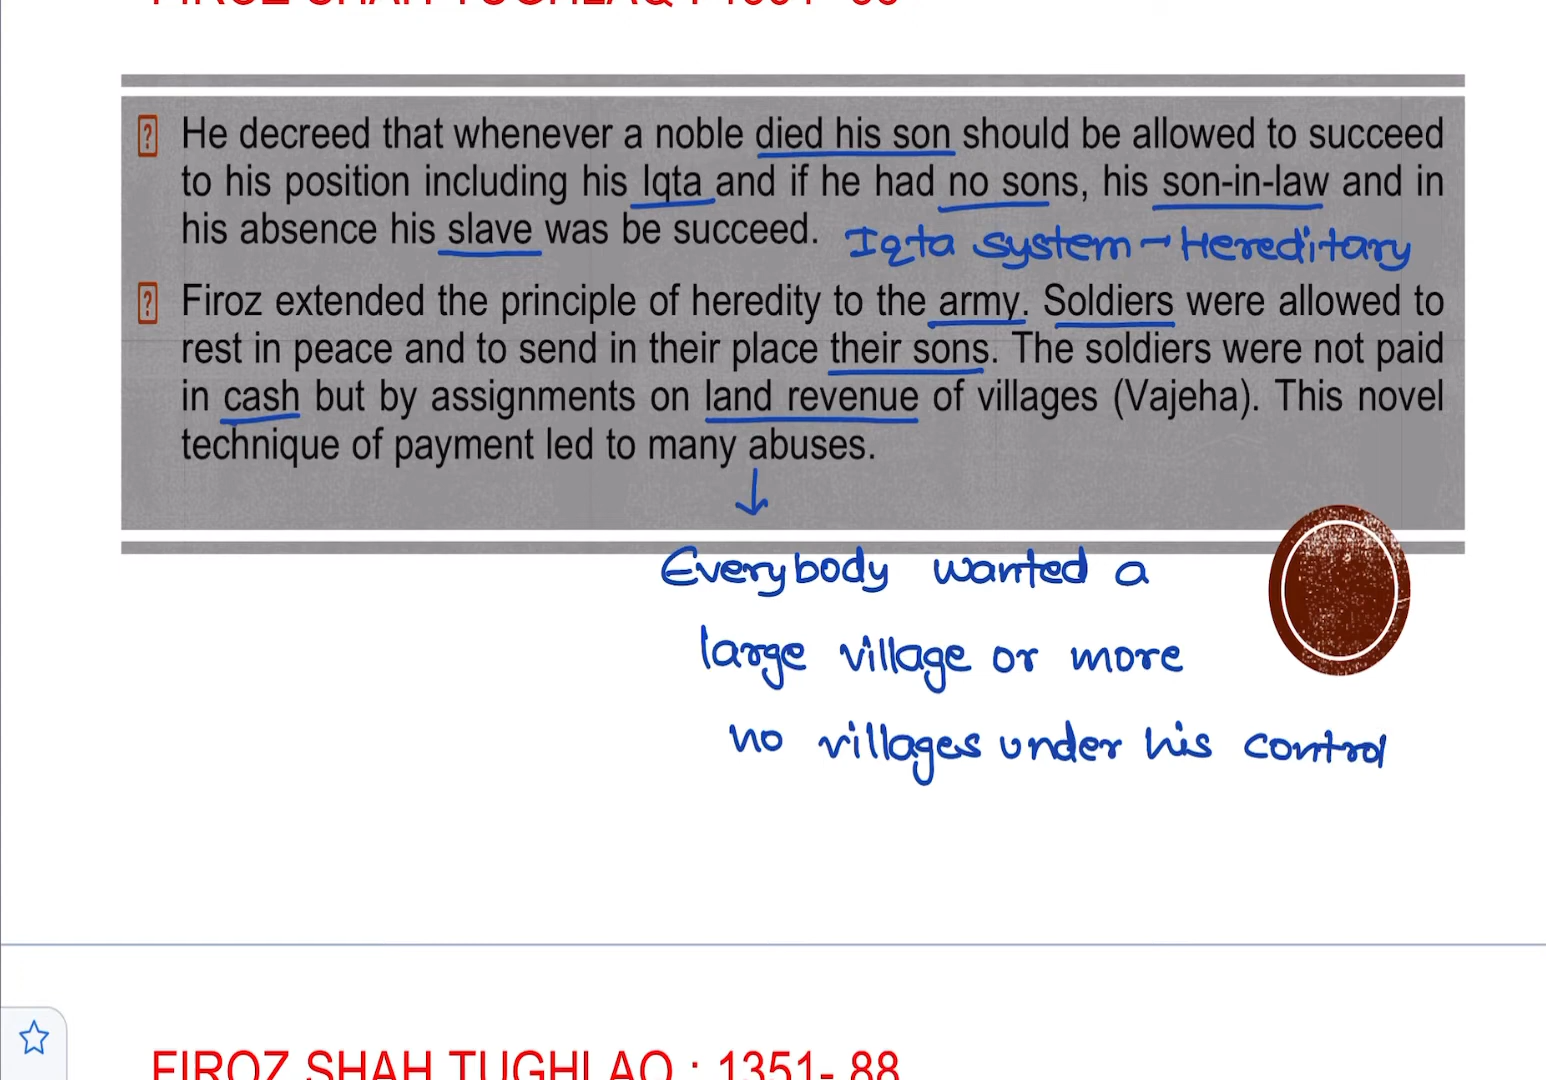 FIROZ SHAH TUGHLAQ : 1351- 88
He decreed that whenever a noble died his son should be allowed to succeed
to his position including his Iqta and if he had no sons, his son-in-law and in
his absence his slave was be succeed.
Iqta system - Hereditary
Firoz extended the principle of heredity to the army. Soldiers were allowed to
rest in peace and to send in their place their sons. The soldiers were not paid
in cash but by assignments on land revenue of villages (Vajeha). This novel
technique of payment led to many abuses.
↓
Everybody wanted a
large village or more
no villages under his control
FIROZ SHAH TUGHLAQ : 1351- 88